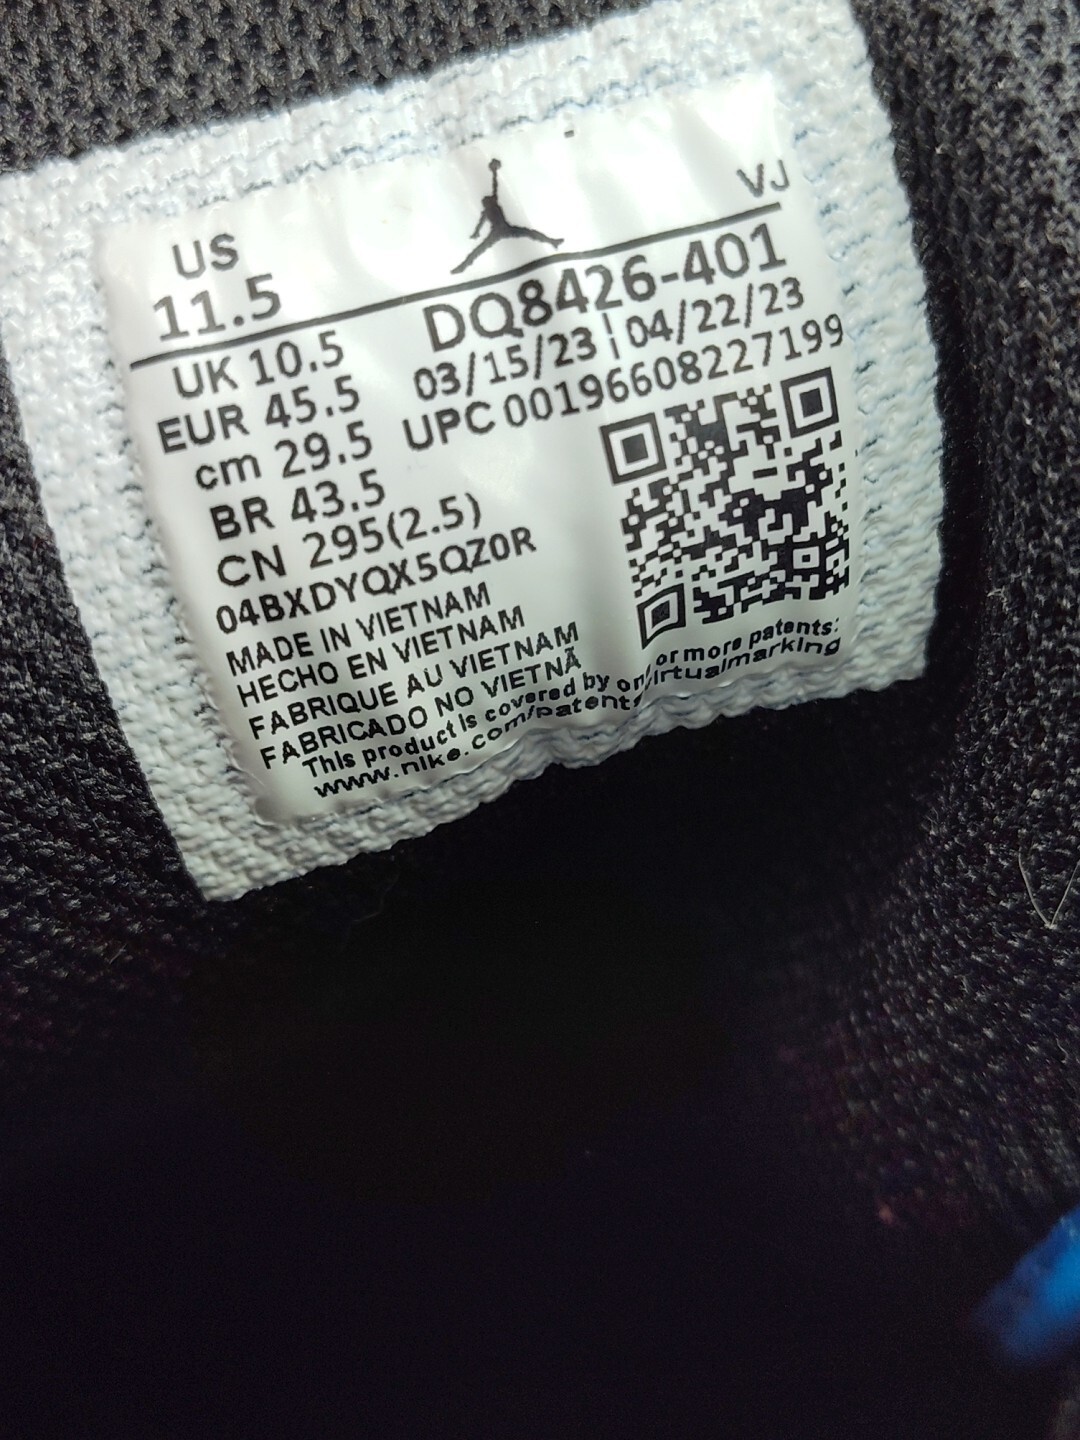 VJ
US
11.5
DQ8426-401
UK 10.5
03/15/23 | 04/22/23
EUR 45.5
UPC 00196608227199
cm 29.5
BR 43.5
CN 295(2.5)
04BXDYQX5QZ0R
MADE IN VIETNAM
HECHO EN VIETNAM
FABRIQUE AU VIETNAM
FABRICADO NO VIETNÃ
This product is covered by one or more patents:
www.nike.com/patents/virtualmarking